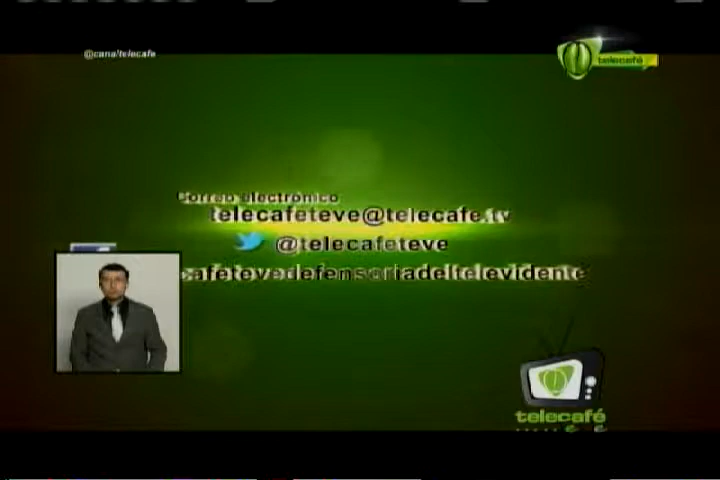 @canaltelecafe
telecafé
Correo electrónico
telecafeteve@telecafe.tv
@telecafeteve
cafetevedefensoriadeltelevidente
telecafé